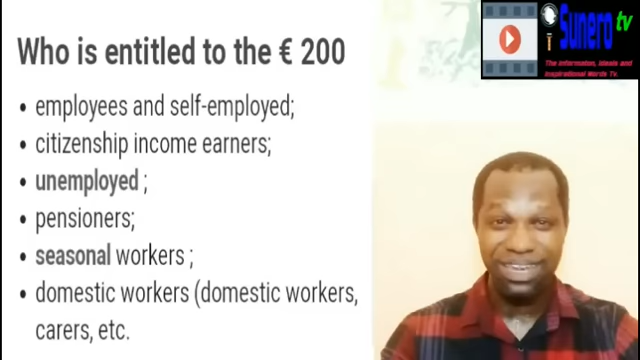 Who is entitled to the € 200
• employees and self-employed;
• citizenship income earners;
• unemployed ;
• pensioners;
• seasonal workers ;
• domestic workers (domestic workers,
carers, etc.
Sunero tv
The Information, Ideals and
Inspirational Words Tv.